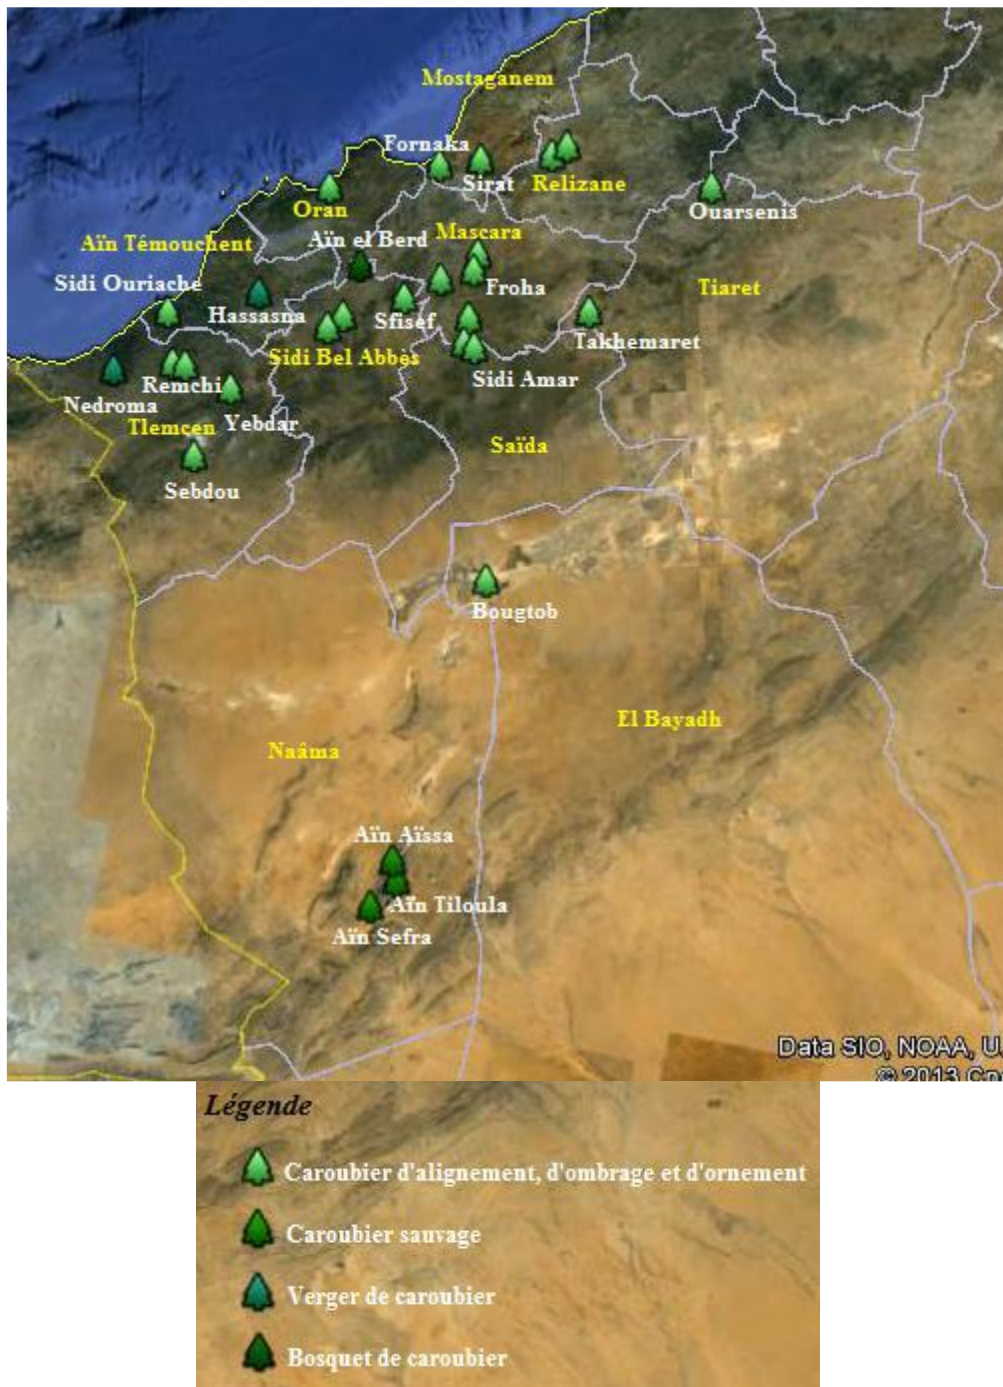 Mostaganem
Fornaka
Sirat
Relizane
Oran
Ouarsenis
Aïn el Berd
Mascara
Aïn Témouchent
Sidi Ouriache
Hassasna
Froha
Tiaret
Sfisef
Takhemaret
Sidi Bel Abbès
Remchi
Sidi Amar
Nedroma
Yebdar
Tlemcen
Saïda
Sebdou
Bougtob
El Bayadh
Naâma
Aïn Aïssa
Aïn Tiloula
Aïn Sefra
Data SIO, NOAA, U.
© 2013
Légende
Caroubier d'alignement, d'ombrage et d'ornement
Caroubier sauvage
Verger de caroubier
Bosquet de caroubier